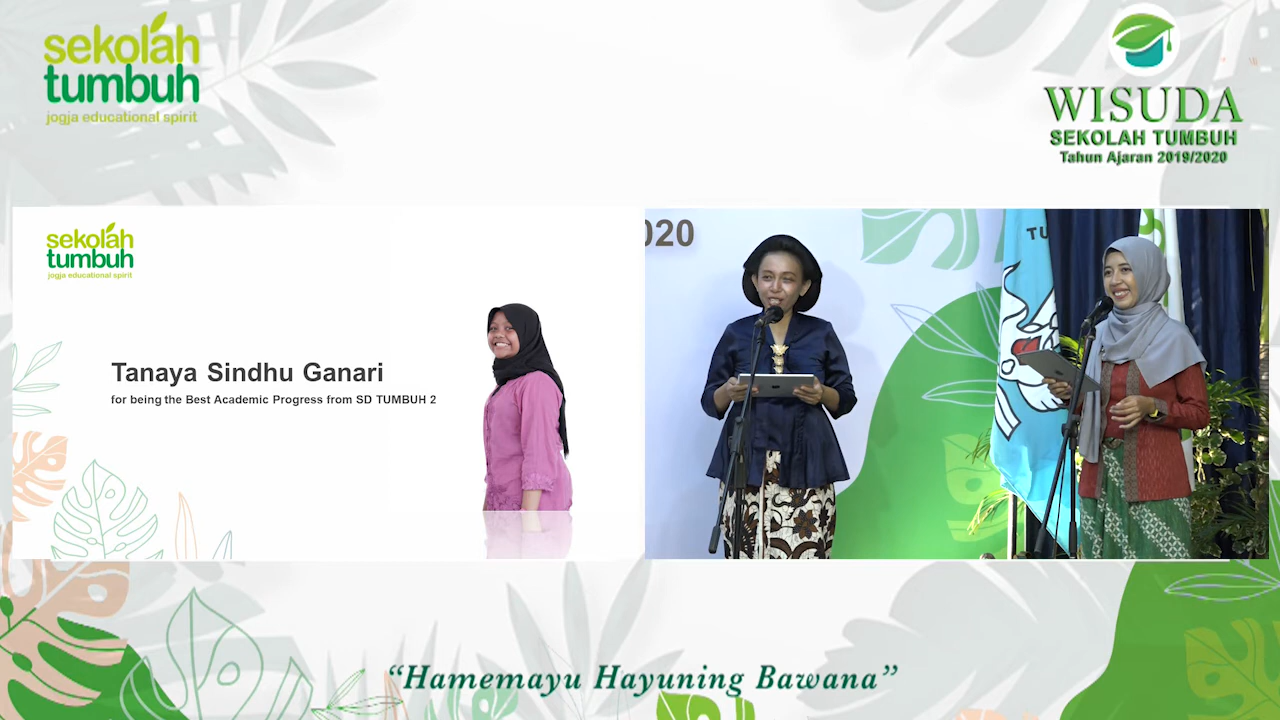 sekolah
tumbuh
jogja educational spirit
WISUDA
SEKOLAH TUMBUH
Tahun Ajaran 2019/2020
sekolah
tumbuh
jogja educational spirit
Tanaya Sindhu Ganari
for being the Best Academic Progress from SD TUMBUH 2
020
TU
“Hamemayu Hayuning Bawana”